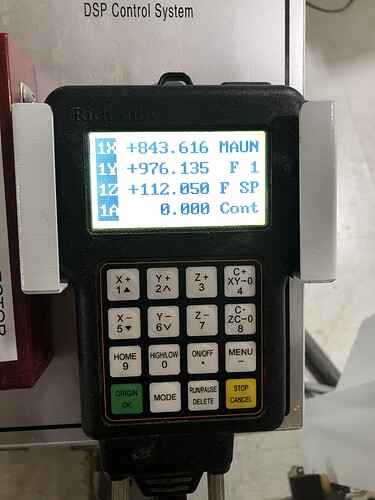 DSP Control System
RichAuto
1X +843.616 MAUN
1Y +976.135 F 1
1Z +112.050 F SP
1A 0.000 Cont
X+ Y+ Z+ C+
1▲ 2∧ 3 XY→0
4
X- Y- Z- C-
5▼ 6∨ 7 ZC→0
8
HOME HIGH/LOW ON/OFF MENU
9 0 • –
ORIGIN MODE RUN/PAUSE STOP
OK DELETE CANCEL